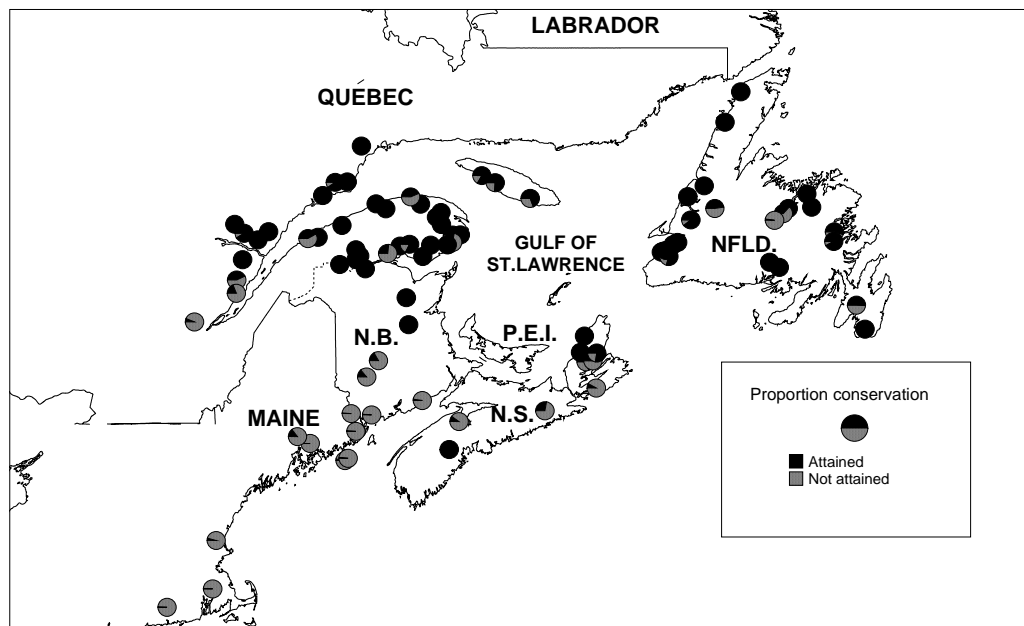 LABRADOR
QUÉBEC
GULF OF
ST.LAWRENCE
NFLD.
P.E.I.
N.B.
Proportion conservation
MAINE
N.S.
Attained
Not attained